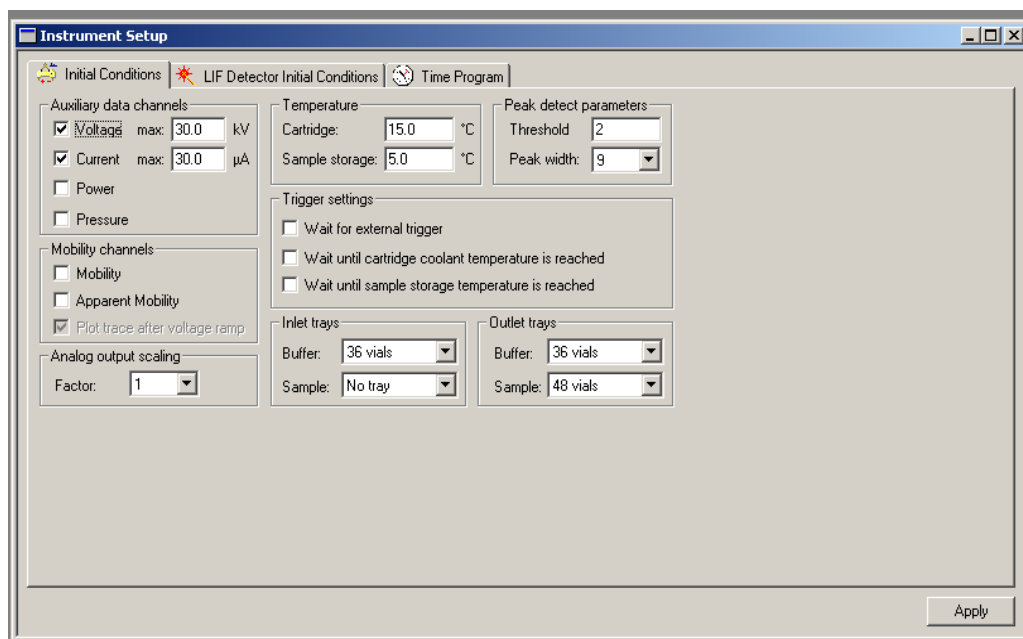 Instrument Setup
Initial Conditions
LIF Detector Initial Conditions
Time Program
Auxiliary data channels
Voltage max: 30.0 kV
Current max: 30.0 µA
Power
Pressure
Mobility channels
Mobility
Apparent Mobility
Plot trace after voltage ramp
Analog output scaling
Factor: 1
Temperature
Cartridge: 15.0 °C
Sample storage: 5.0 °C
Peak detect parameters
Threshold 2
Peak width: 9
Trigger settings
Wait for external trigger
Wait until cartridge coolant temperature is reached
Wait until sample storage temperature is reached
Inlet trays
Buffer: 36 vials
Sample: No tray
Outlet trays
Buffer: 36 vials
Sample: 48 vials
Apply